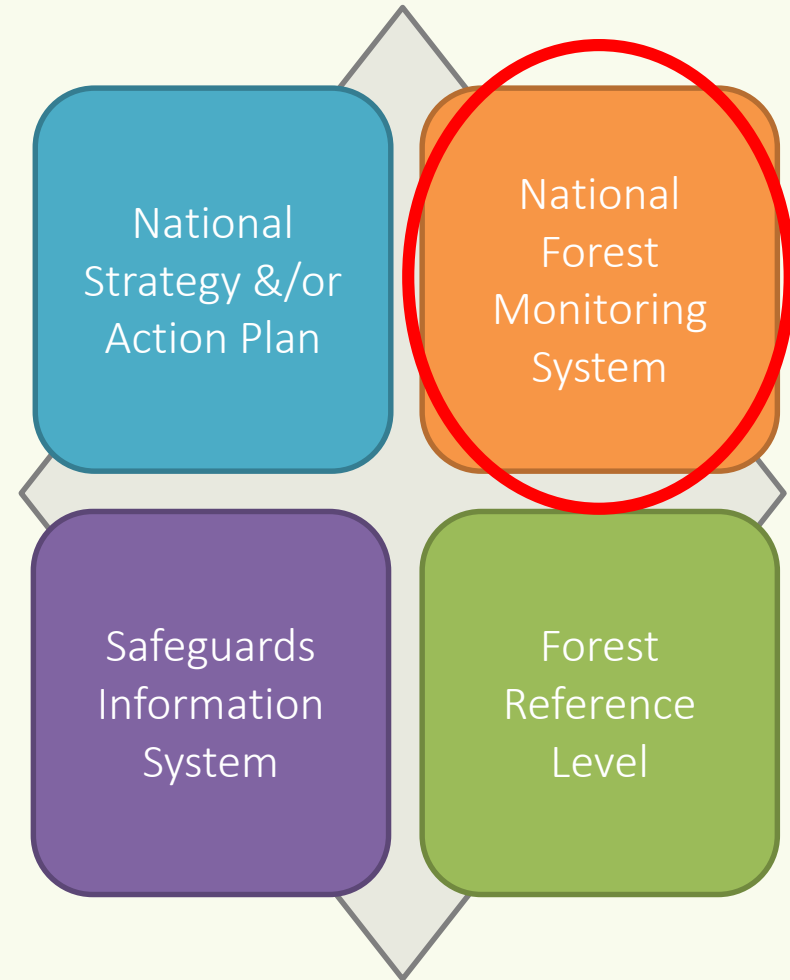 National
Strategy &/or
Action Plan
National
Forest
Monitoring
System
Safeguards
Information
System
Forest
Reference
Level